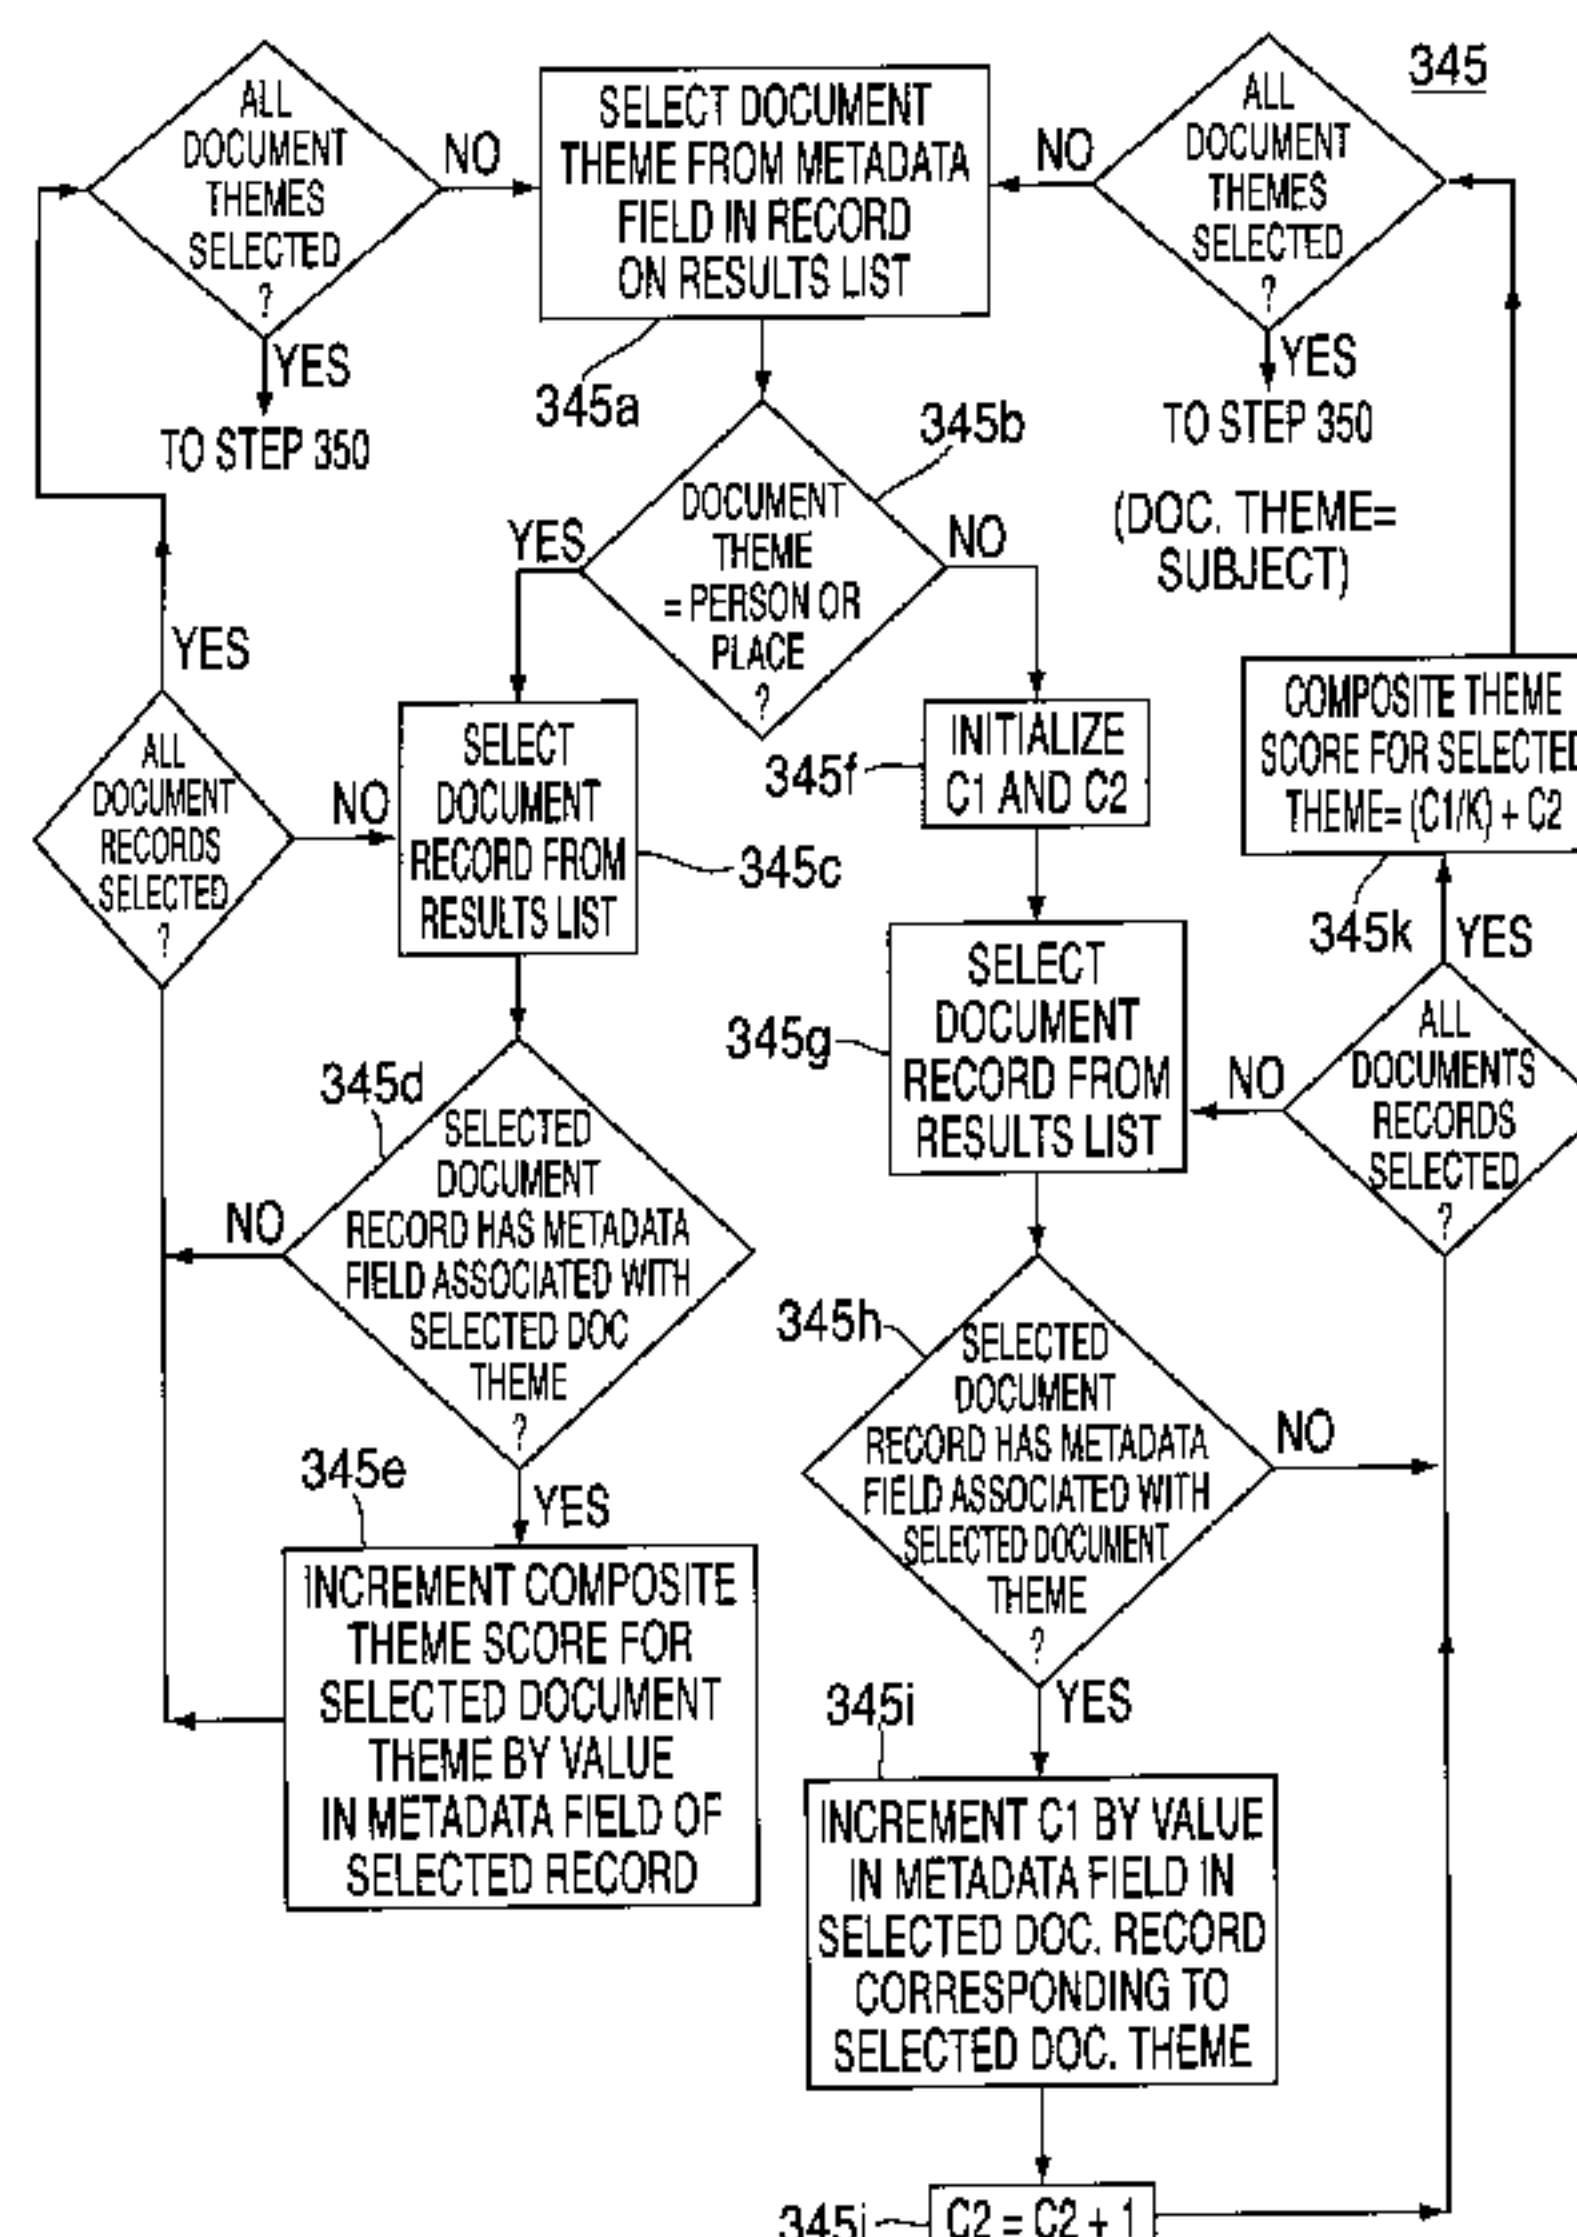 345
ALL
DOCUMENT
THEMES
SELECTED
?
NO
YES
TO STEP 350
SELECT DOCUMENT
THEME FROM METADATA
FIELD IN RECORD
ON RESULTS LIST
345a
ALL
DOCUMENT
THEMES
SELECTED
?
NO
YES
TO STEP 350
(DOC. THEME=
SUBJECT)
345b
DOCUMENT
THEME
= PERSON OR
PLACE
?
YES
NO
YES
ALL
DOCUMENT
RECORDS
SELECTED
?
NO
SELECT
DOCUMENT
RECORD FROM
RESULTS LIST
345c
345f
INITIALIZE
C1 AND C2
COMPOSITE THEME
SCORE FOR SELECTED
THEME= (C1/K) + C2
345k
YES
345g
SELECT
DOCUMENT
RECORD FROM
RESULTS LIST
NO
ALL
DOCUMENTS
RECORDS
SELECTED
?
345d
SELECTED
DOCUMENT
RECORD HAS METADATA
FIELD ASSOCIATED WITH
SELECTED DOC
THEME
?
NO
YES
345e
INCREMENT COMPOSITE
THEME SCORE FOR
SELECTED DOCUMENT
THEME BY VALUE
IN METADATA FIELD OF
SELECTED RECORD
345h
SELECTED
DOCUMENT
RECORD HAS METADATA
FIELD ASSOCIATED WITH
SELECTED DOCUMENT
THEME
?
NO
YES
345i
INCREMENT C1 BY VALUE
IN METADATA FIELD IN
SELECTED DOC. RECORD
CORRESPONDING TO
SELECTED DOC. THEME
345j
C2 = C2 + 1